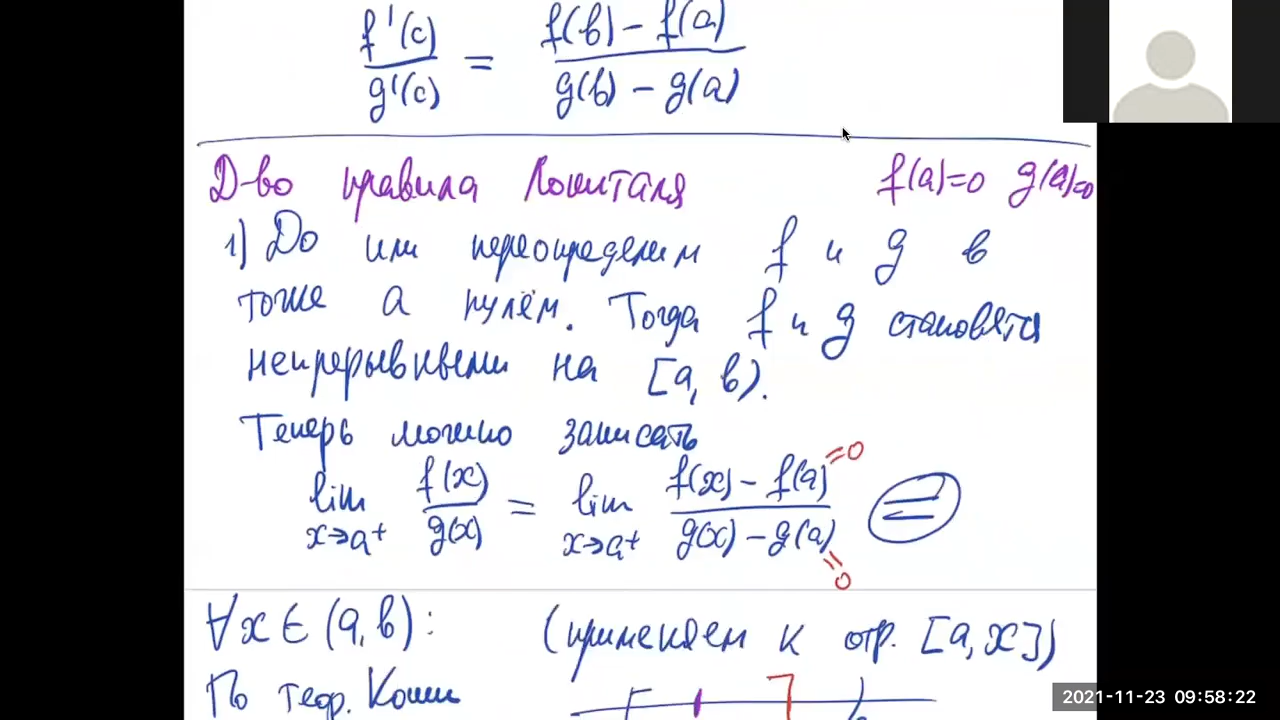 f'(c)/g'(c) = (f(b) - f(a))/(g(b) - g(a))
Д-во правила Лопиталя f(a)=0 g(a)=0
1) До или переопределим f и g в
точке a нулём. Тогда f и g становятся
непрерывными на [a, b).
Теперь можно записать
lim x→a+ f(x)/g(x) = lim x→a+ (f(x) - f(a))/(g(x) - g(a)) =
=0
=0
∀x ∈ (a, b): (применяем к отр. [a, x])
По теор. Коши
2021-11-23 09:58:22